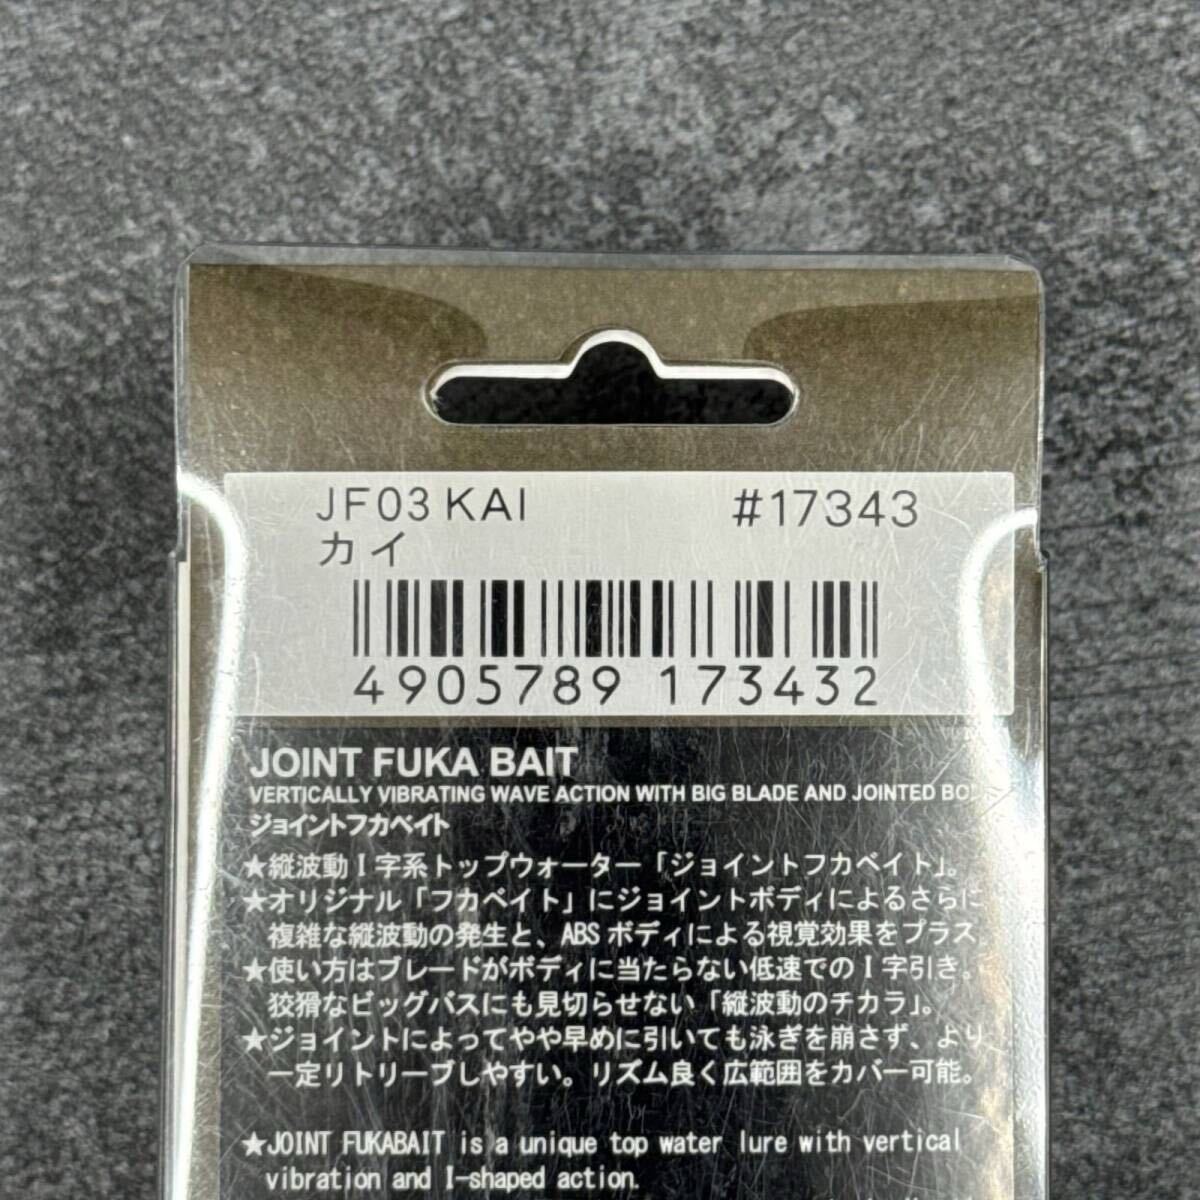 JF03 KAI #17343
カイ
4905789 173432
JOINT FUKA BAIT
VERTICALLY VIBRATING WAVE ACTION WITH BIG BLADE AND JOINTED
ジョイントフカベイト
★縦波動I字系トップウォーター「ジョイントフカベイト」。
★オリジナル「フカベイト」にジョイントボディによるさらに
複雑な縦波動の発生と、ABSボディによる視覚効果をプラス
★使い方はブレードがボディに当たらない低速でのI字引き。
狡猾なビッグバスにも見切らせない「縦波動のチカラ」。
★ジョイントによってやや早めに引いても泳ぎを崩さず、より
一定リトリーブしやすい。リズム良く広範囲をカバー可能。
★JOINT FUKABAIT is a unique top water lure with vertical
vibration and I-shaped action.